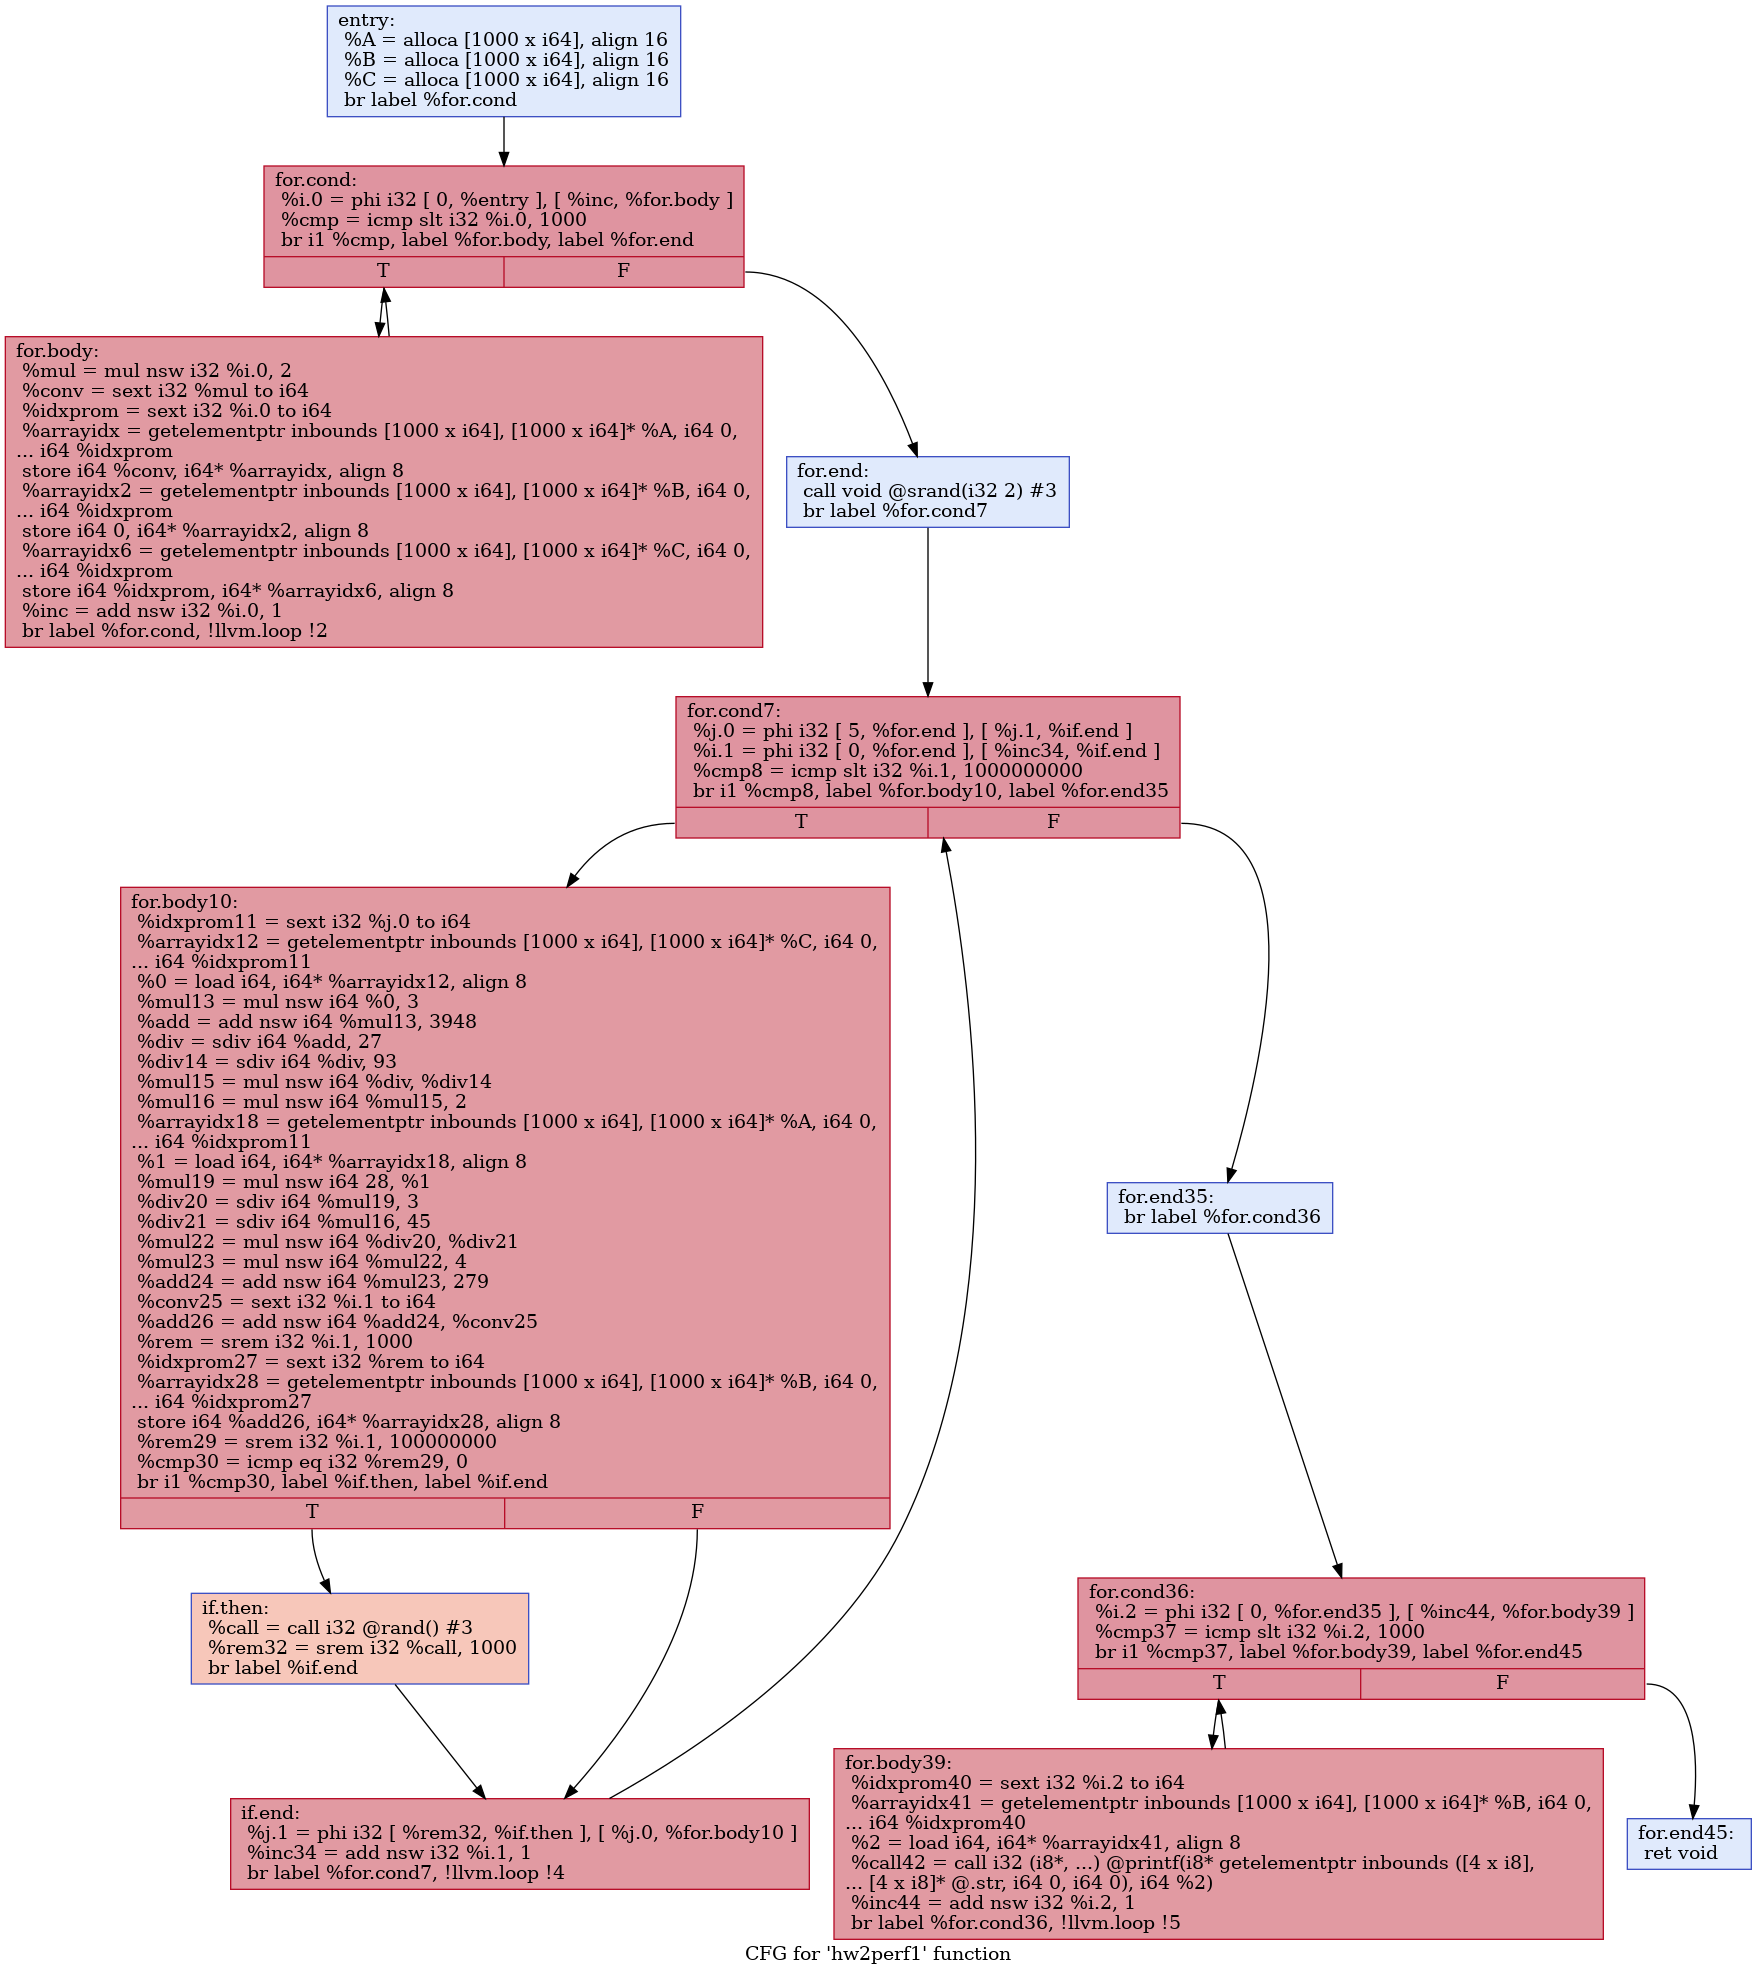 entry:
%A = alloca [1000 x i64], align 16
%B = alloca [1000 x i64], align 16
%C = alloca [1000 x i64], align 16
br label %for.cond
for.cond:
%i.0 = phi i32 [ 0, %entry ], [ %inc, %for.body ]
%cmp = icmp slt i32 %i.0, 1000
br i1 %cmp, label %for.body, label %for.end
T F
for.body:
%mul = mul nsw i32 %i.0, 2
%conv = sext i32 %mul to i64
%idxprom = sext i32 %i.0 to i64
%arrayidx = getelementptr inbounds [1000 x i64], [1000 x i64]* %A, i64 0,
... i64 %idxprom
store i64 %conv, i64* %arrayidx, align 8
%arrayidx2 = getelementptr inbounds [1000 x i64], [1000 x i64]* %B, i64 0,
... i64 %idxprom
store i64 0, i64* %arrayidx2, align 8
%arrayidx6 = getelementptr inbounds [1000 x i64], [1000 x i64]* %C, i64 0,
... i64 %idxprom
store i64 %idxprom, i64* %arrayidx6, align 8
%inc = add nsw i32 %i.0, 1
br label %for.cond, !llvm.loop !2
for.end:
call void @srand(i32 2) #3
br label %for.cond7
for.cond7:
%j.0 = phi i32 [ 5, %for.end ], [ %j.1, %if.end ]
%i.1 = phi i32 [ 0, %for.end ], [ %inc34, %if.end ]
%cmp8 = icmp slt i32 %i.1, 1000000000
br i1 %cmp8, label %for.body10, label %for.end35
T F
for.body10:
%idxprom11 = sext i32 %j.0 to i64
%arrayidx12 = getelementptr inbounds [1000 x i64], [1000 x i64]* %C, i64 0,
... i64 %idxprom11
%0 = load i64, i64* %arrayidx12, align 8
%mul13 = mul nsw i64 %0, 3
%add = add nsw i64 %mul13, 3948
%div = sdiv i64 %add, 27
%div14 = sdiv i64 %div, 93
%mul15 = mul nsw i64 %div, %div14
%mul16 = mul nsw i64 %mul15, 2
%arrayidx18 = getelementptr inbounds [1000 x i64], [1000 x i64]* %A, i64 0,
... i64 %idxprom11
%1 = load i64, i64* %arrayidx18, align 8
%mul19 = mul nsw i64 28, %1
%div20 = sdiv i64 %mul19, 3
%div21 = sdiv i64 %mul16, 45
%mul22 = mul nsw i64 %div20, %div21
%mul23 = mul nsw i64 %mul22, 4
%add24 = add nsw i64 %mul23, 279
%conv25 = sext i32 %i.1 to i64
%add26 = add nsw i64 %add24, %conv25
%rem = srem i32 %i.1, 1000
%idxprom27 = sext i32 %rem to i64
%arrayidx28 = getelementptr inbounds [1000 x i64], [1000 x i64]* %B, i64 0,
... i64 %idxprom27
store i64 %add26, i64* %arrayidx28, align 8
%rem29 = srem i32 %i.1, 100000000
%cmp30 = icmp eq i32 %rem29, 0
br i1 %cmp30, label %if.then, label %if.end
T F
if.then:
%call = call i32 @rand() #3
%rem32 = srem i32 %call, 1000
br label %if.end
if.end:
%j.1 = phi i32 [ %rem32, %if.then ], [ %j.0, %for.body10 ]
%inc34 = add nsw i32 %i.1, 1
br label %for.cond7, !llvm.loop !4
for.end35:
br label %for.cond36
for.cond36:
%i.2 = phi i32 [ 0, %for.end35 ], [ %inc44, %for.body39 ]
%cmp37 = icmp slt i32 %i.2, 1000
br i1 %cmp37, label %for.body39, label %for.end45
T F
for.body39:
%idxprom40 = sext i32 %i.2 to i64
%arrayidx41 = getelementptr inbounds [1000 x i64], [1000 x i64]* %B, i64 0,
... i64 %idxprom40
%2 = load i64, i64* %arrayidx41, align 8
%call42 = call i32 (i8*, ...) @printf(i8* getelementptr inbounds ([4 x i8],
... [4 x i8]* @.str, i64 0, i64 0), i64 %2)
%inc44 = add nsw i32 %i.2, 1
br label %for.cond36, !llvm.loop !5
for.end45:
ret void
CFG for 'hw2perf1' function